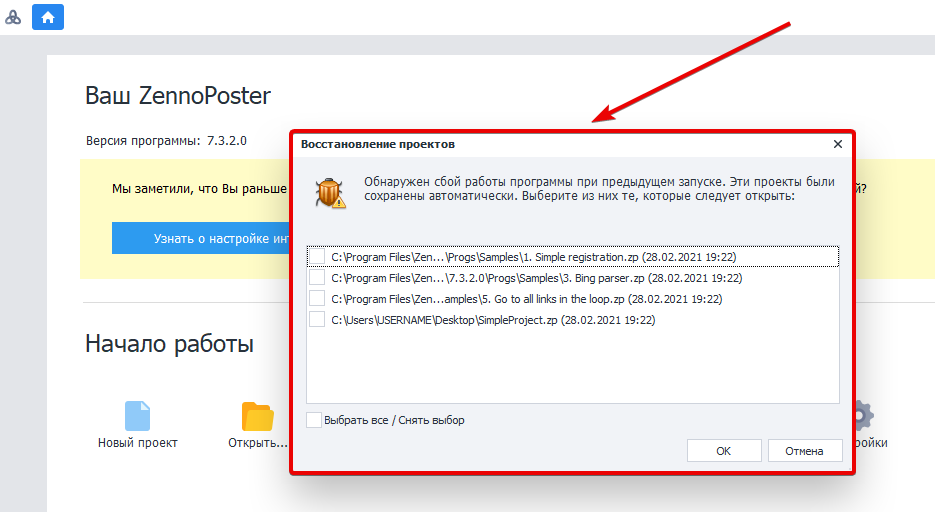 Ваш ZennoPoster
Версия программы: 7.3.2.0
Мы заметили, что Вы раньше
й?
Узнать о настройке инт
Восстановление проектов
Обнаружен сбой работы программы при предыдущем запуске. Эти проекты были
сохранены автоматически. Выберите из них те, которые следует открыть:
C:\Program Files\Zen...\Progs\Samples\1. Simple registration.zp (28.02.2021 19:22)
C:\Program Files\Zen...\7.3.2.0\Progs\Samples\3. Bing parser.zp (28.02.2021 19:22)
C:\Program Files\Zen...amples\5. Go to all links in the loop.zp (28.02.2021 19:22)
C:\Users\USERNAME\Desktop\SimpleProject.zp (28.02.2021 19:22)
Выбрать все / Снять выбор
OK
Отмена
Начало работы
Новый проект
Открыть...
ройки